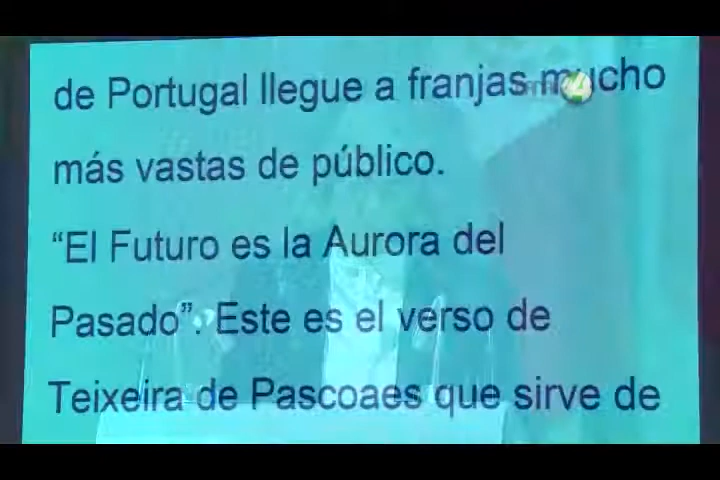 de Portugal llegue a franjas mucho
más vastas de público.
“El Futuro es la Aurora del
Pasado”. Este es el verso de
Teixeira de Pascoaes que sirve de